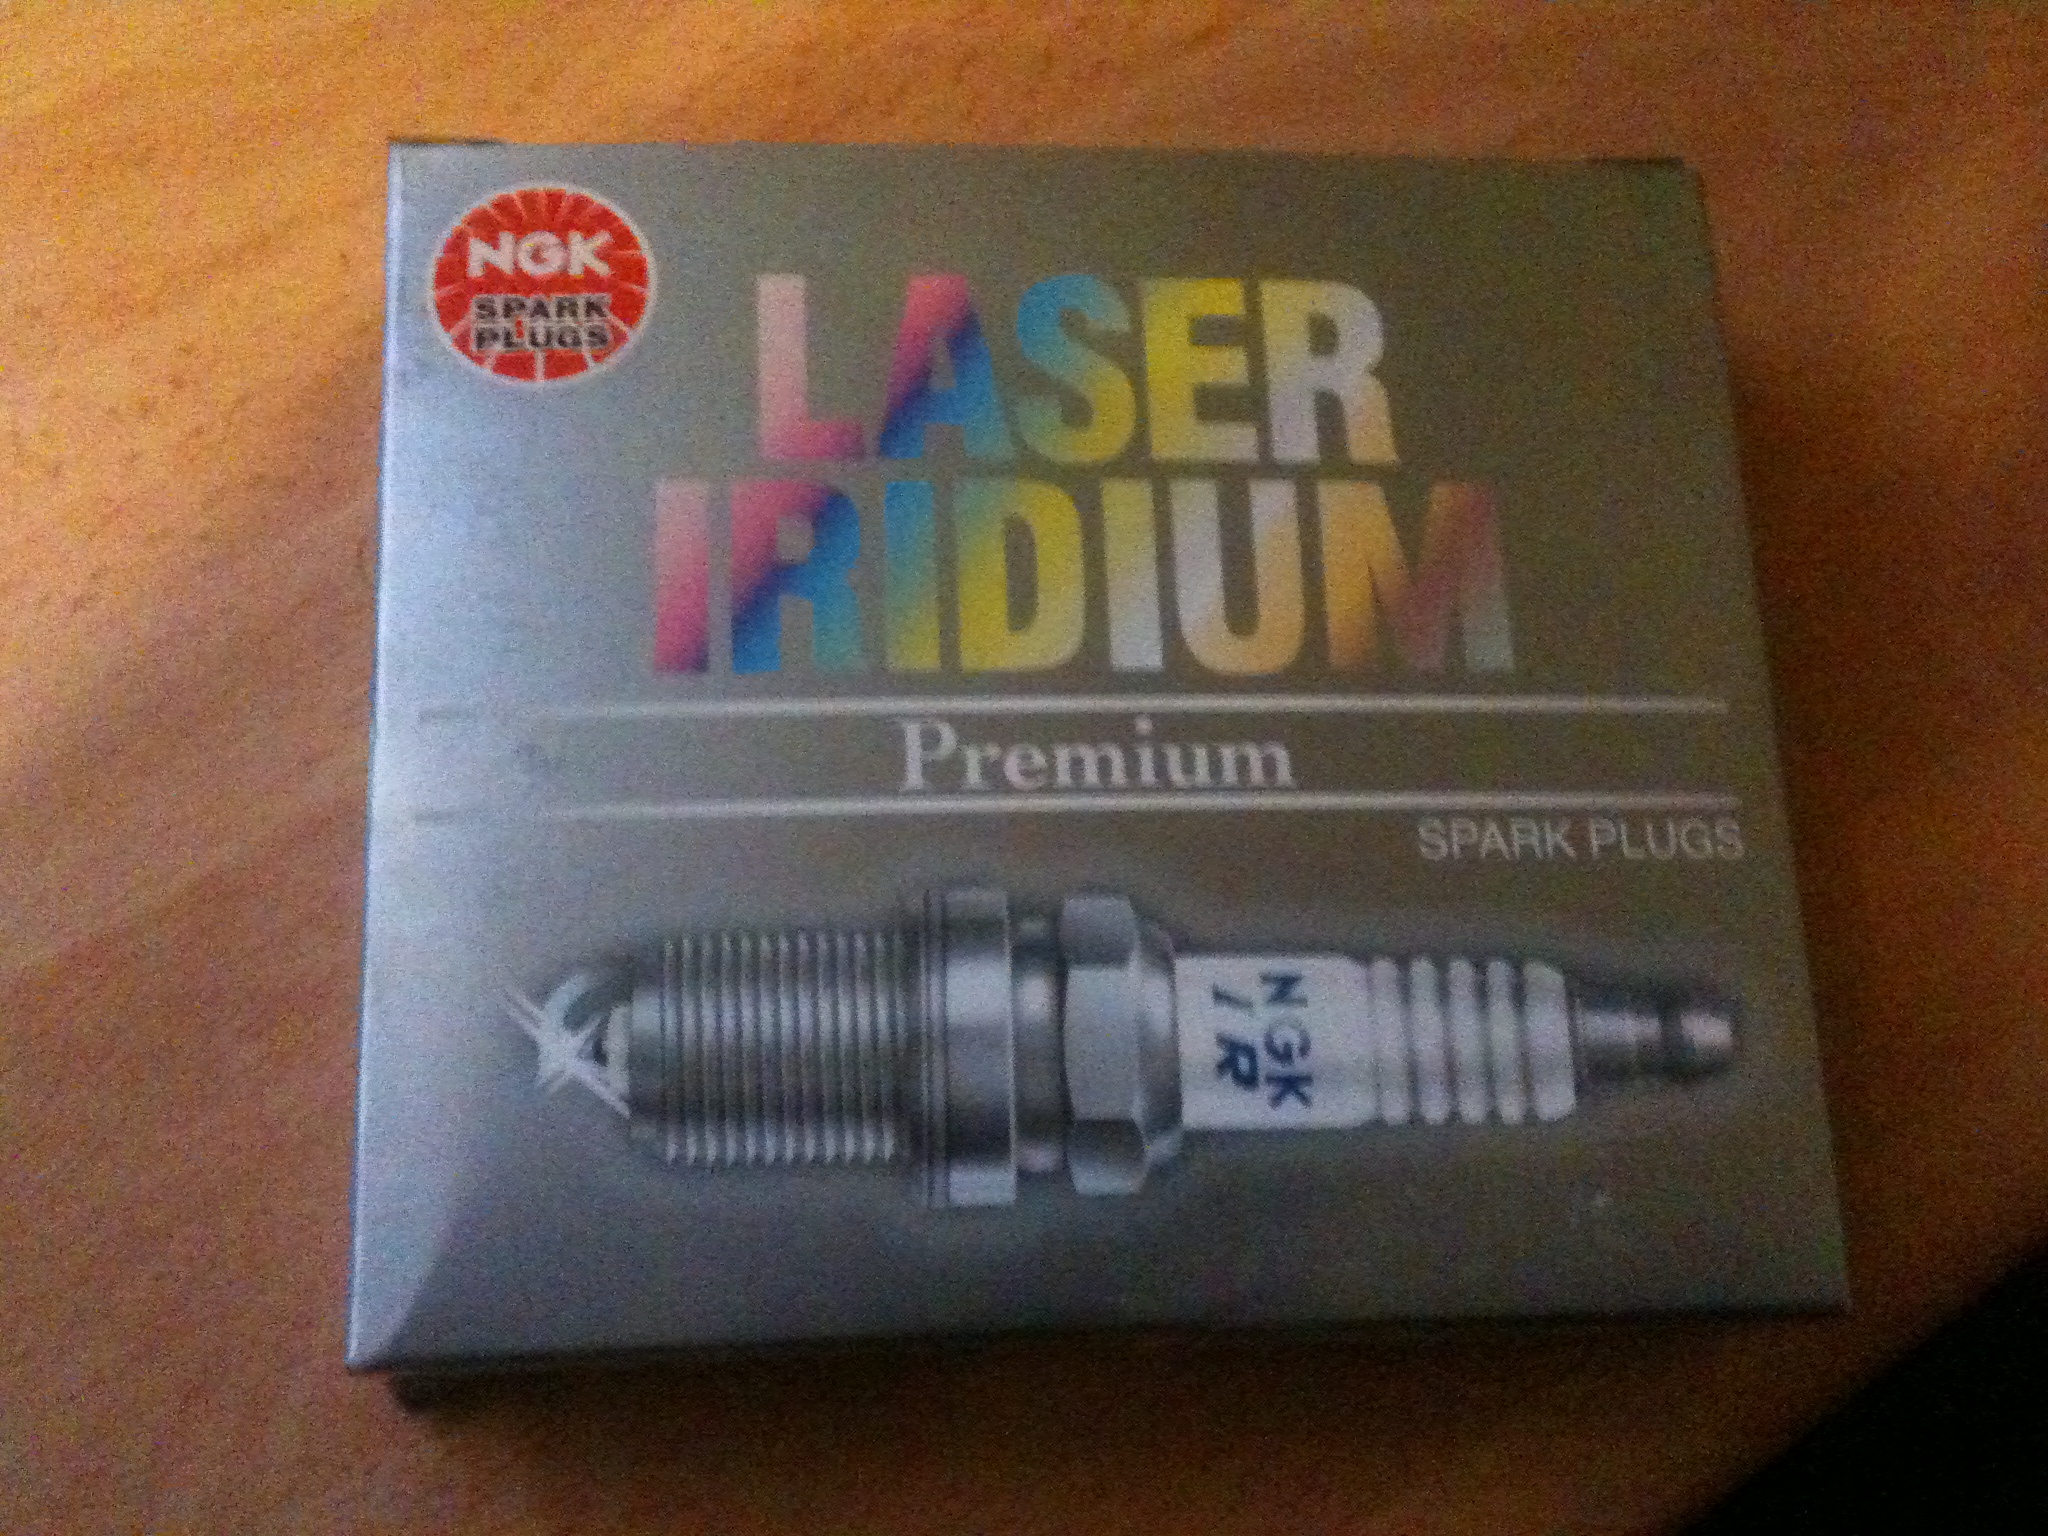 NGK
SPARK
PLUGS
LASER
IRIDIUM
Premium
SPARK PLUGS
NGK
IR